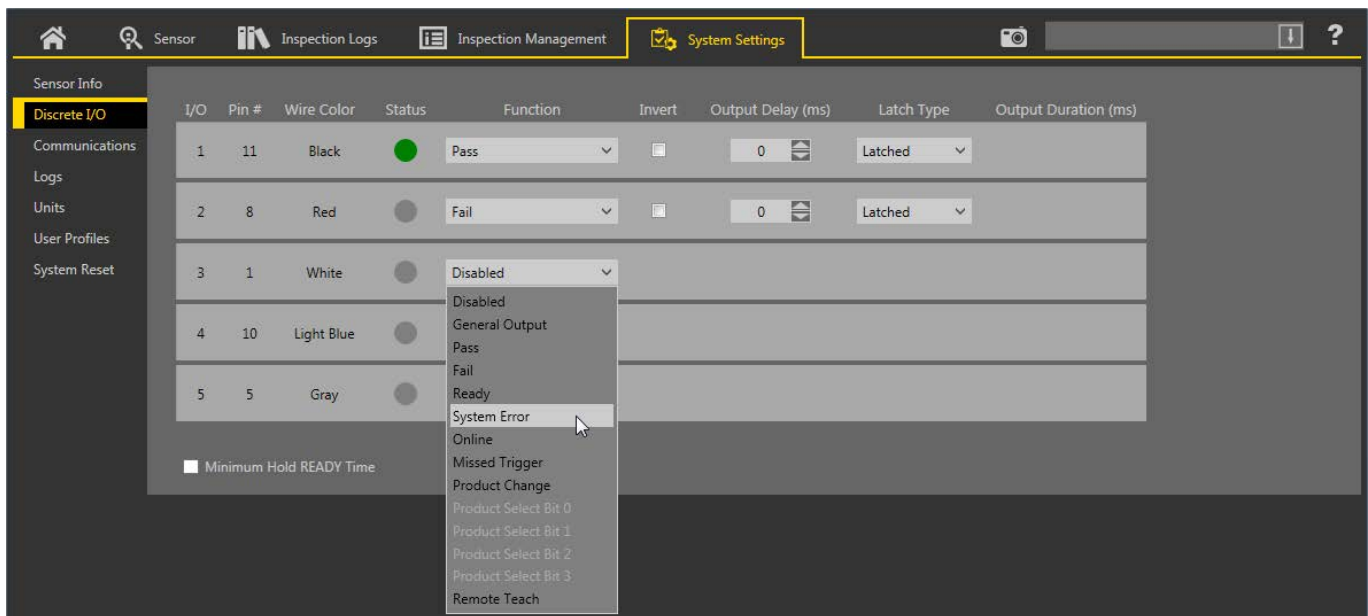 Sensor Inspection Logs Inspection Management System Settings ?
Sensor Info
Discrete I/O
Communications
Logs
Units
User Profiles
System Reset
I/O Pin # Wire Color Status Function Invert Output Delay (ms) Latch Type Output Duration (ms)
1 11 Black Pass 0 Latched
2 8 Red Fail 0 Latched
3 1 White Disabled
4 10 Light Blue
5 5 Gray
Disabled
General Output
Pass
Fail
Ready
System Error
Online
Missed Trigger
Product Change
Product Select Bit 0
Product Select Bit 1
Product Select Bit 2
Product Select Bit 3
Remote Teach
Minimum Hold READY Time